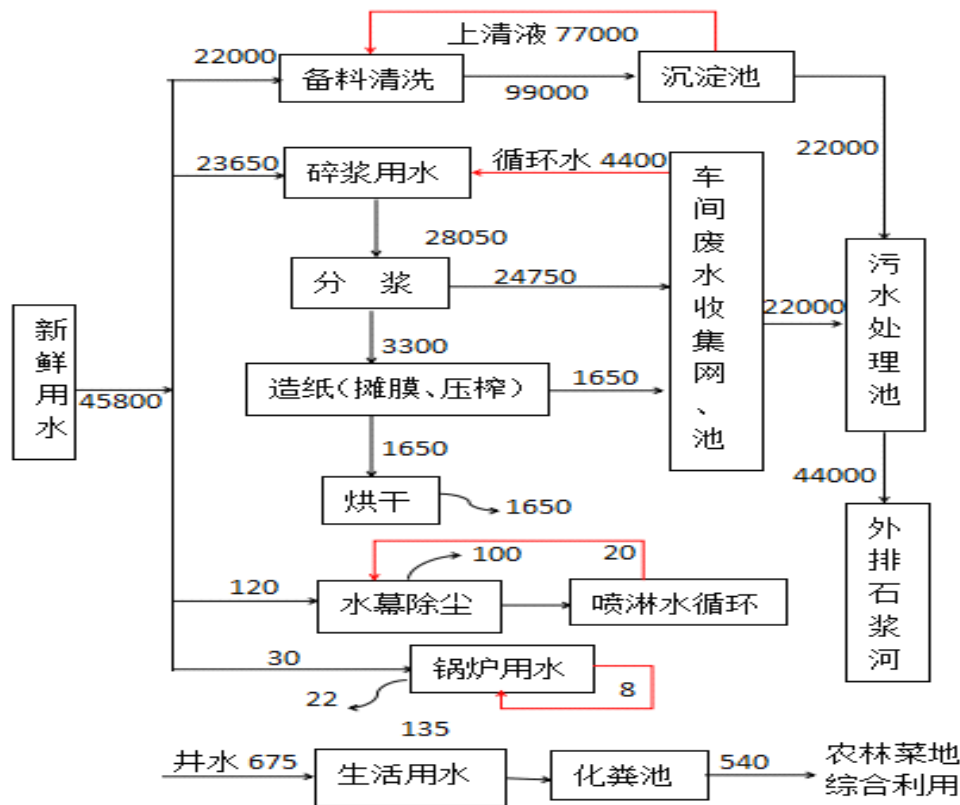 上清液 77000
22000
备料清洗
99000
沉淀池
22000
23650
碎浆用水
循环水 4400
车间废水收集网、池
28050
分 浆
24750
污水处理池
22000
新鲜用水
45800
3300
造纸(摊膜、压榨)
1650
1650
44000
烘干
1650
外排石浆河
100
20
120
水幕除尘
喷淋水循环
30
锅炉用水
22
8
135
井水 675
生活用水
化粪池
540
农林菜地
综合利用